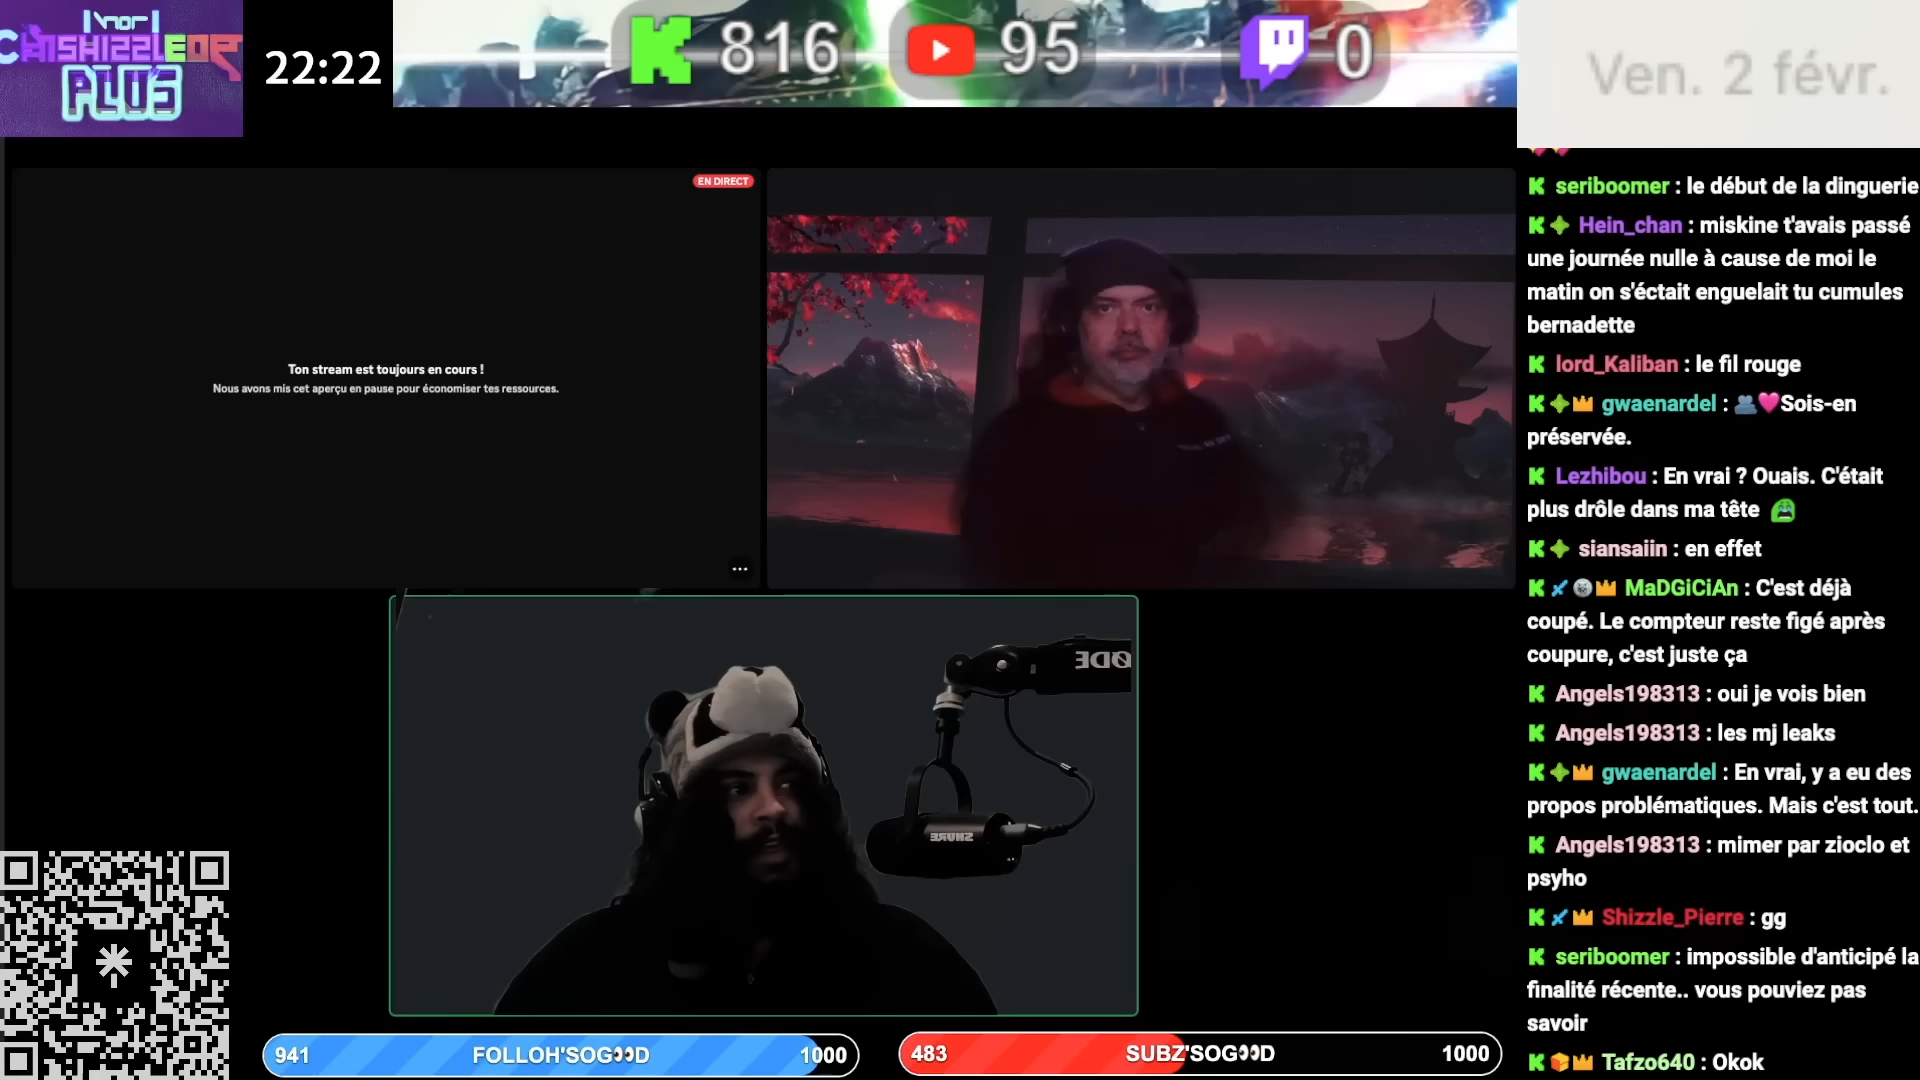 CANSHIZZLEOR
PLUS
22:22
816
95
0
Ven. 2 févr.
EN DIRECT
Ton stream est toujours en cours !
Nous avons mis cet aperçu en pause pour économiser tes ressources.
RØDE
SHURE
941 FOLLOH'SOG👀D 1000
483 SUBZ'SOG👀D 1000
seriboomer : le début de la dinguerie
Hein_chan : miskine t'avais passé
une journée nulle à cause de moi le
matin on s'éctait enguelait tu cumules
bernadette
lord_Kaliban : le fil rouge
gwaenardel : 🫂💖Sois-en
préservée.
Lezhibou : En vrai ? Ouais. C'était
plus drôle dans ma tête
siansaiin : en effet
MaDGiCiAn : C'est déjà
coupé. Le compteur reste figé après
coupure, c'est juste ça
Angels198313 : oui je vois bien
Angels198313 : les mj leaks
gwaenardel : En vrai, y a eu des
propos problématiques. Mais c'est tout.
Angels198313 : mimer par zioclo et
psyho
Shizzle_Pierre : gg
seriboomer : impossible d'anticipé la
finalité récente.. vous pouviez pas
savoir
Tafzo640 : Okok